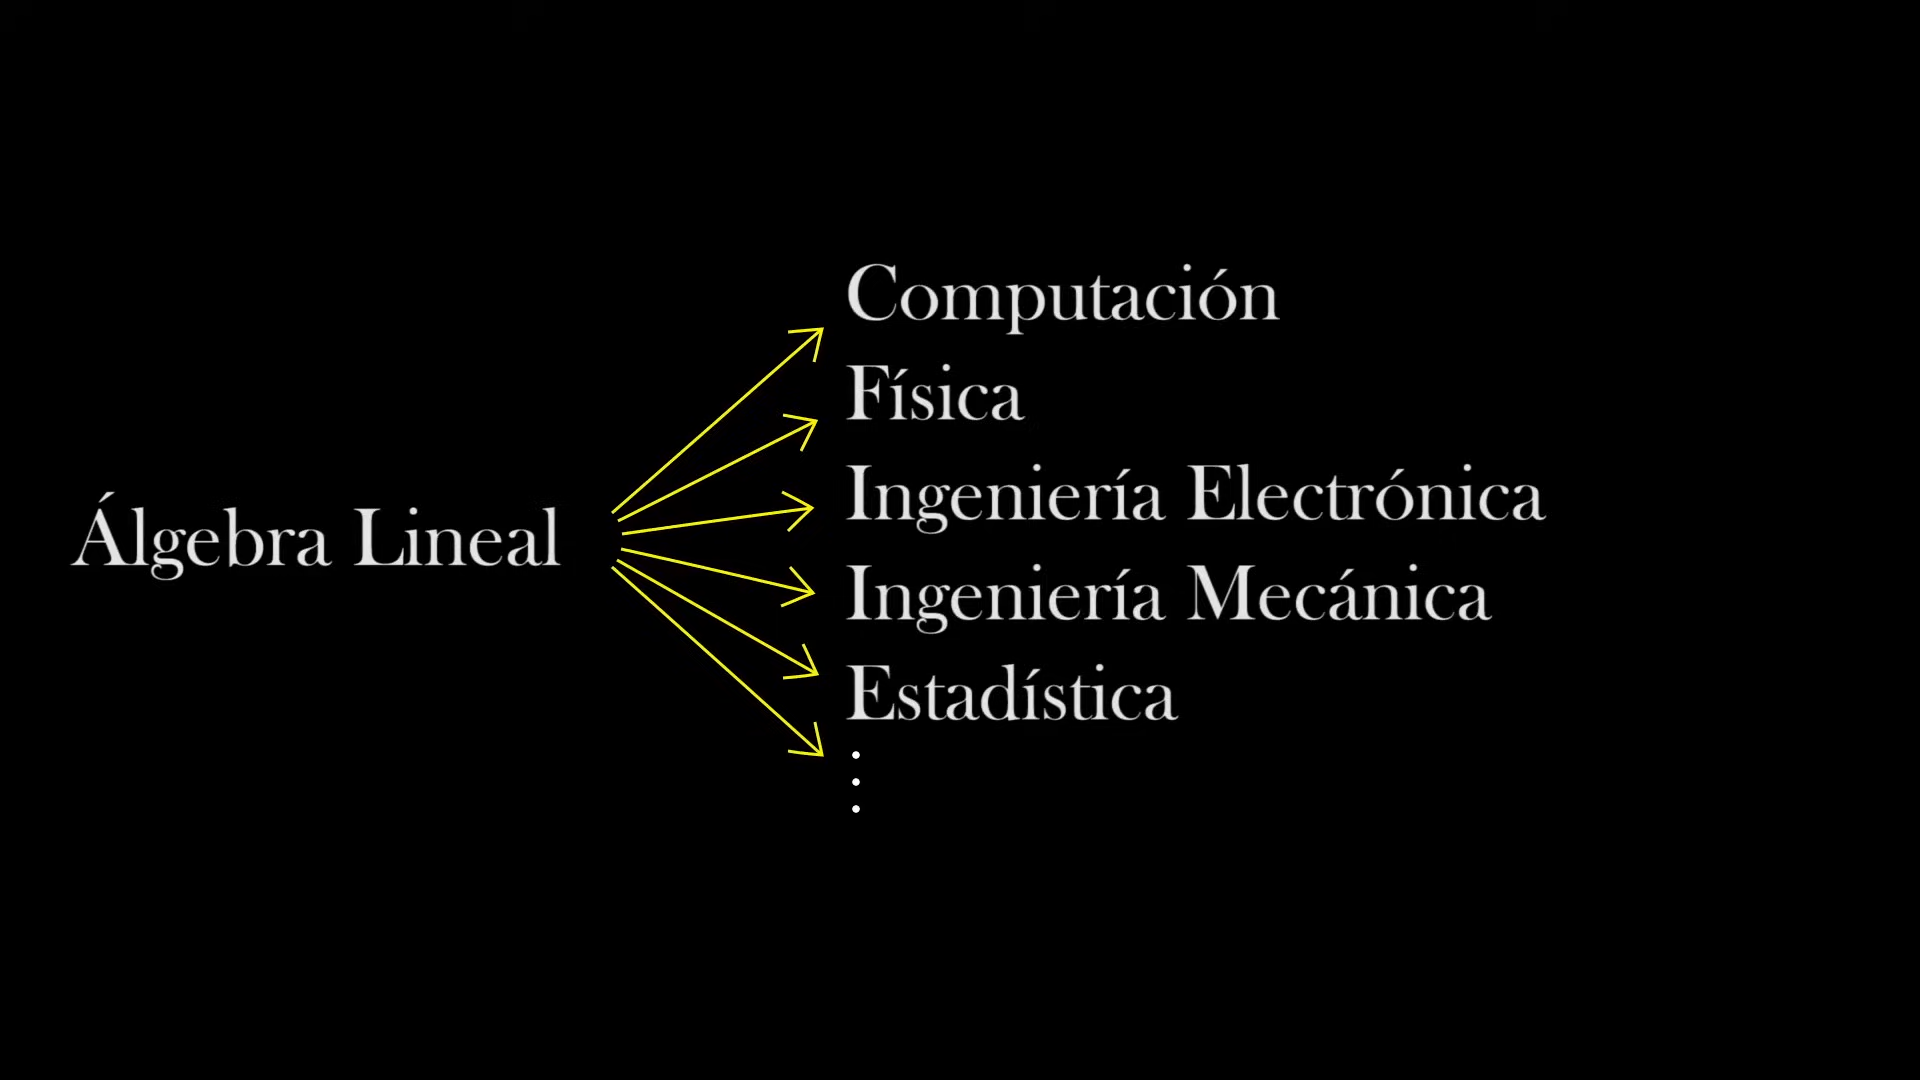 Álgebra Lineal
Computación
Física
Ingeniería Electrónica
Ingeniería Mecánica
Estadística
⋮